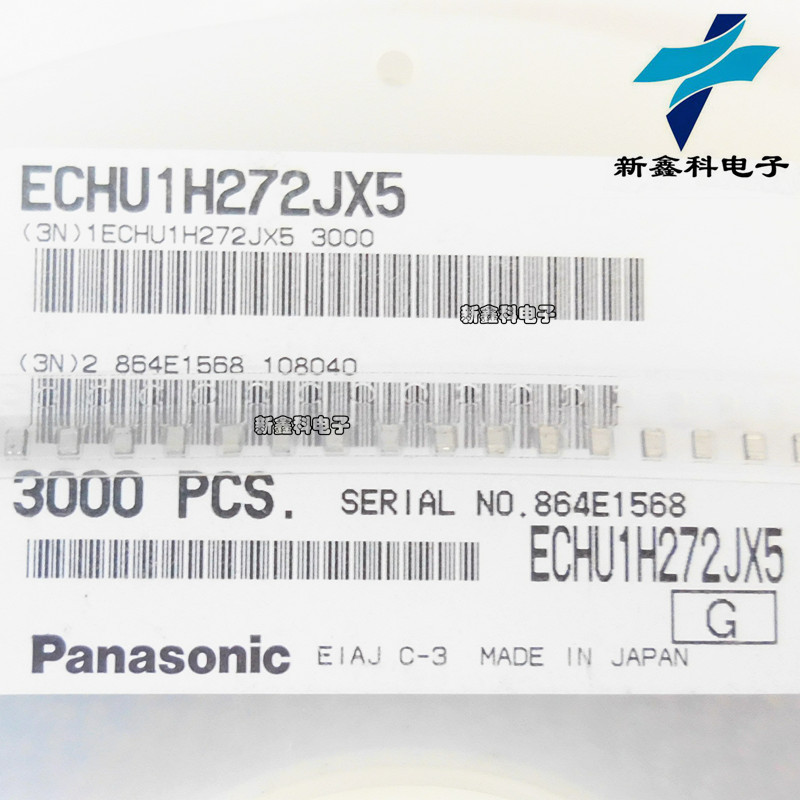 新鑫科电子
ECHU1H272JX5
(3N)1ECHU1H272JX5 3000
新鑫科电子
(3N)2 864E1568 108040
新鑫科电子
3000 PCS. SERIAL NO.864E1568
ECHU1H272JX5
G
Panasonic EIAJ C-3 MADE IN JAPAN